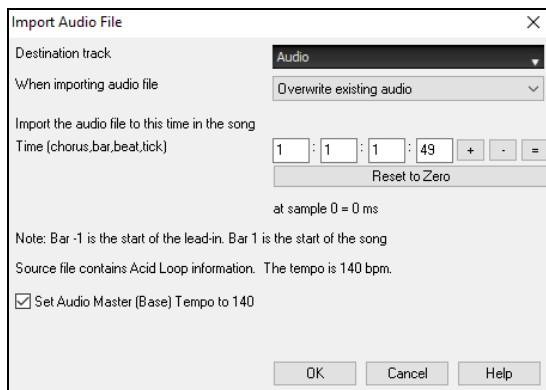 Import Audio File
Destination track Audio
When importing audio file Overwrite existing audio
Import the audio file to this time in the song
Time (chorus,bar,beat,tick) 1 : 1 : 1 : 49 + - =
Reset to Zero
at sample 0 = 0 ms
Note: Bar -1 is the start of the lead-in. Bar 1 is the start of the song
Source file contains Acid Loop information. The tempo is 140 bpm.
Set Audio Master (Base) Tempo to 140
OK Cancel Help